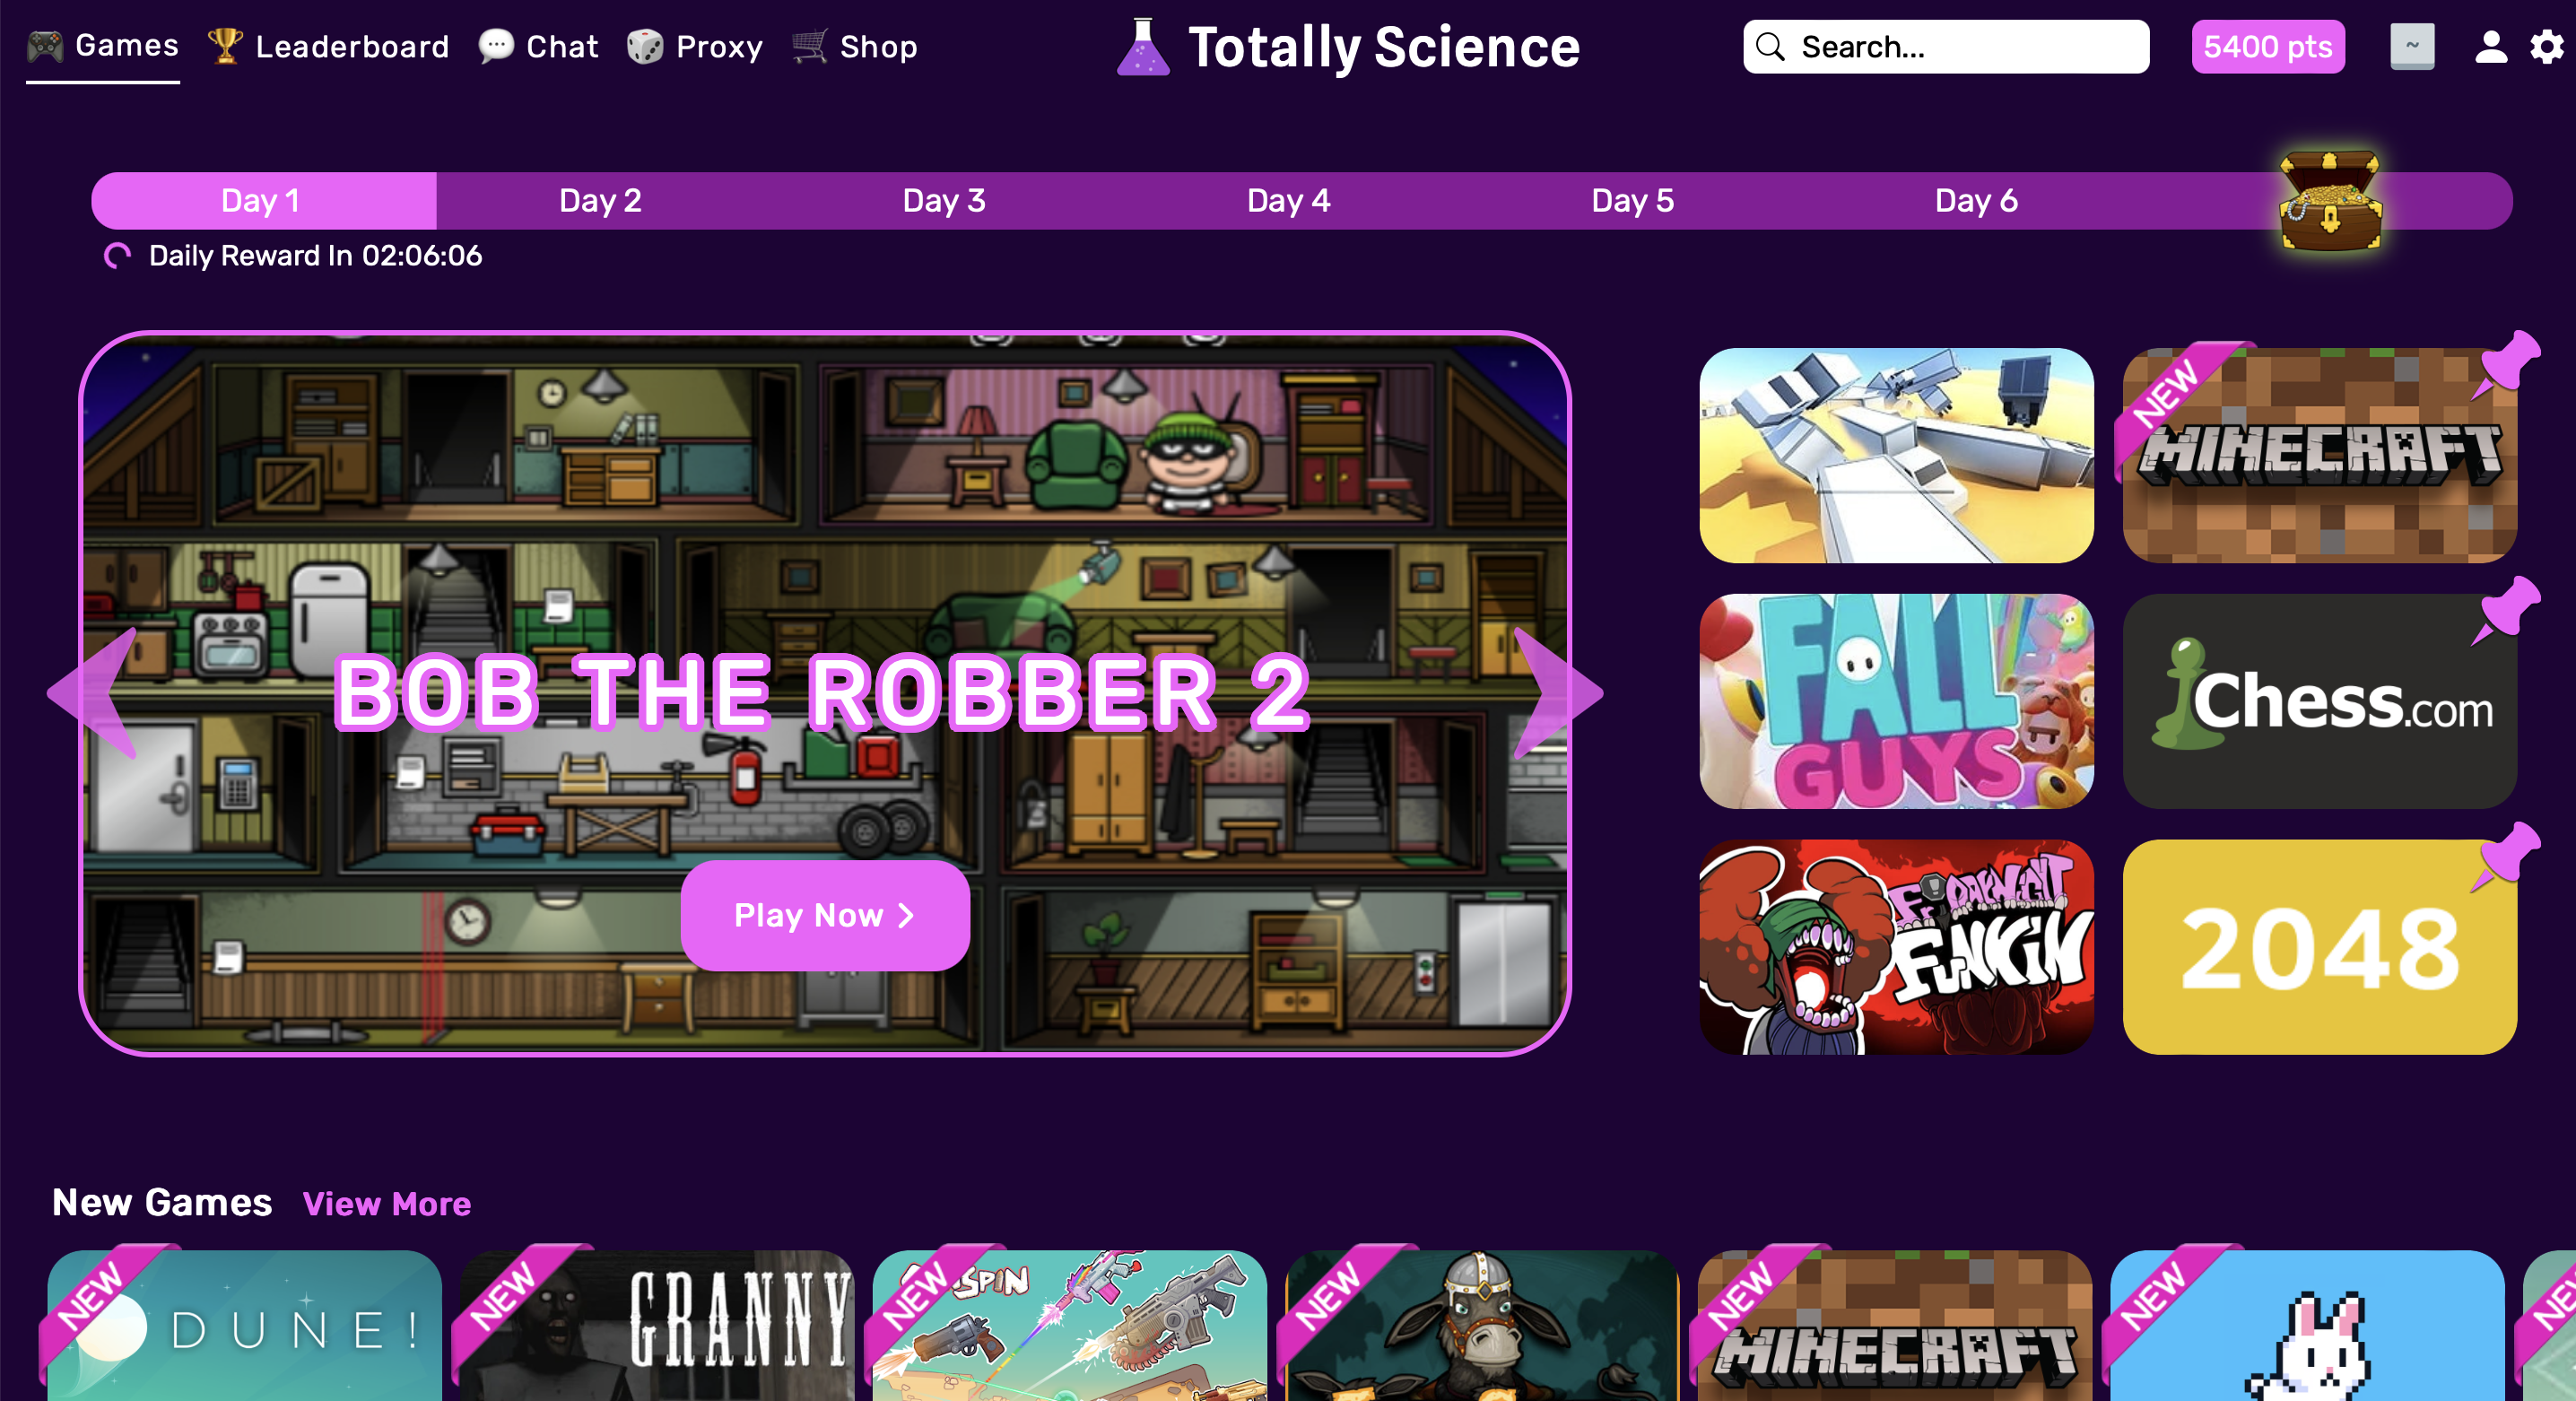 Games
Leaderboard
Chat
Proxy
Shop
Totally Science
Search...
5400 pts
~
Day 1
Day 2
Day 3
Day 4
Day 5
Day 6
Daily Reward In 02:06:06
BOB THE ROBBER 2
Play Now
NEW
MINECRAFT
FALL
GUYS
Chess.com
FRIDAY NIGHT
FUNKIN
2048
New Games
View More
NEW
DUNE!
NEW
GRANNY
NEW
SPIN
NEW
NEW
MINECRAFT
NEW
NEW